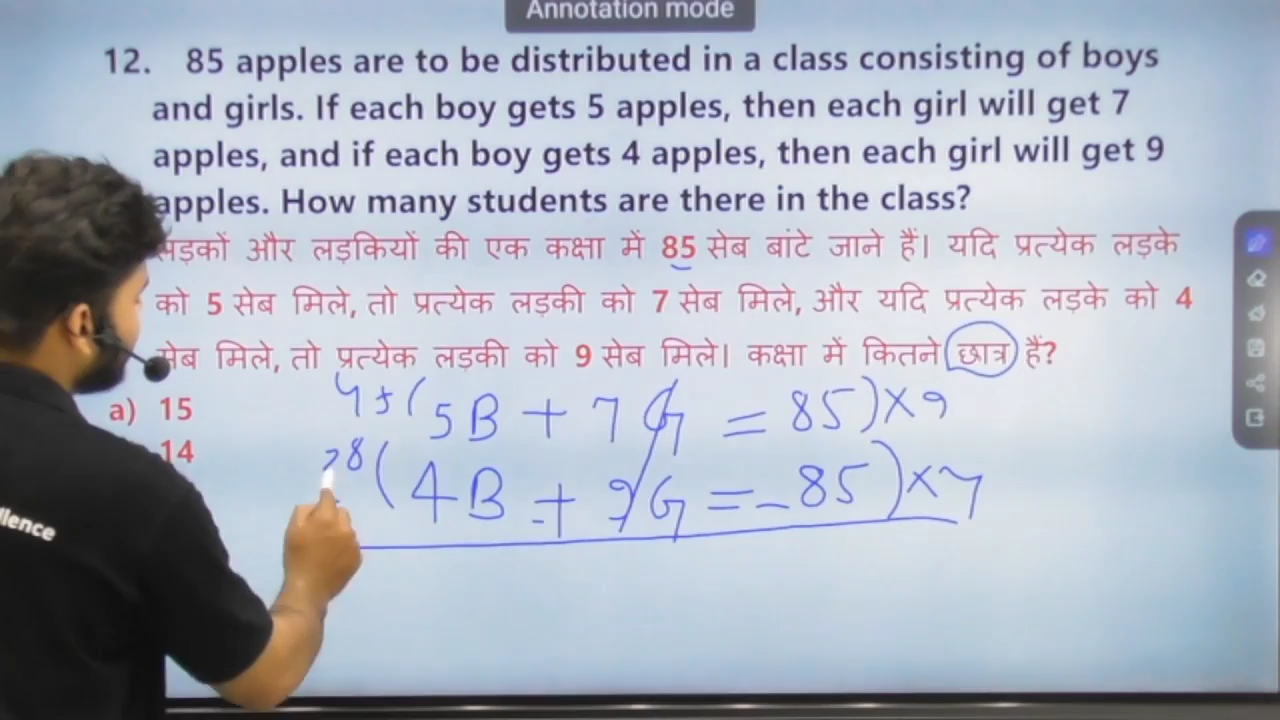 Annotation mode
12. 85 apples are to be distributed in a class consisting of boys
and girls. If each boy gets 5 apples, then each girl will get 7
apples, and if each boy gets 4 apples, then each girl will get 9
apples. How many students are there in the class?
लड़कों और लड़कियों की एक कक्षा में 85 सेब बांटे जाने हैं। यदि प्रत्येक लड़के
को 5 सेब मिले, तो प्रत्येक लड़की को 7 सेब मिले, और यदि प्रत्येक लड़के को 4
सेब मिले, तो प्रत्येक लड़की को 9 सेब मिले। कक्षा में कितने छात्र हैं?
a) 15
14
45 (5B + 7G = 85) × 9
28 (4B + 9G = 85) × 7
llence